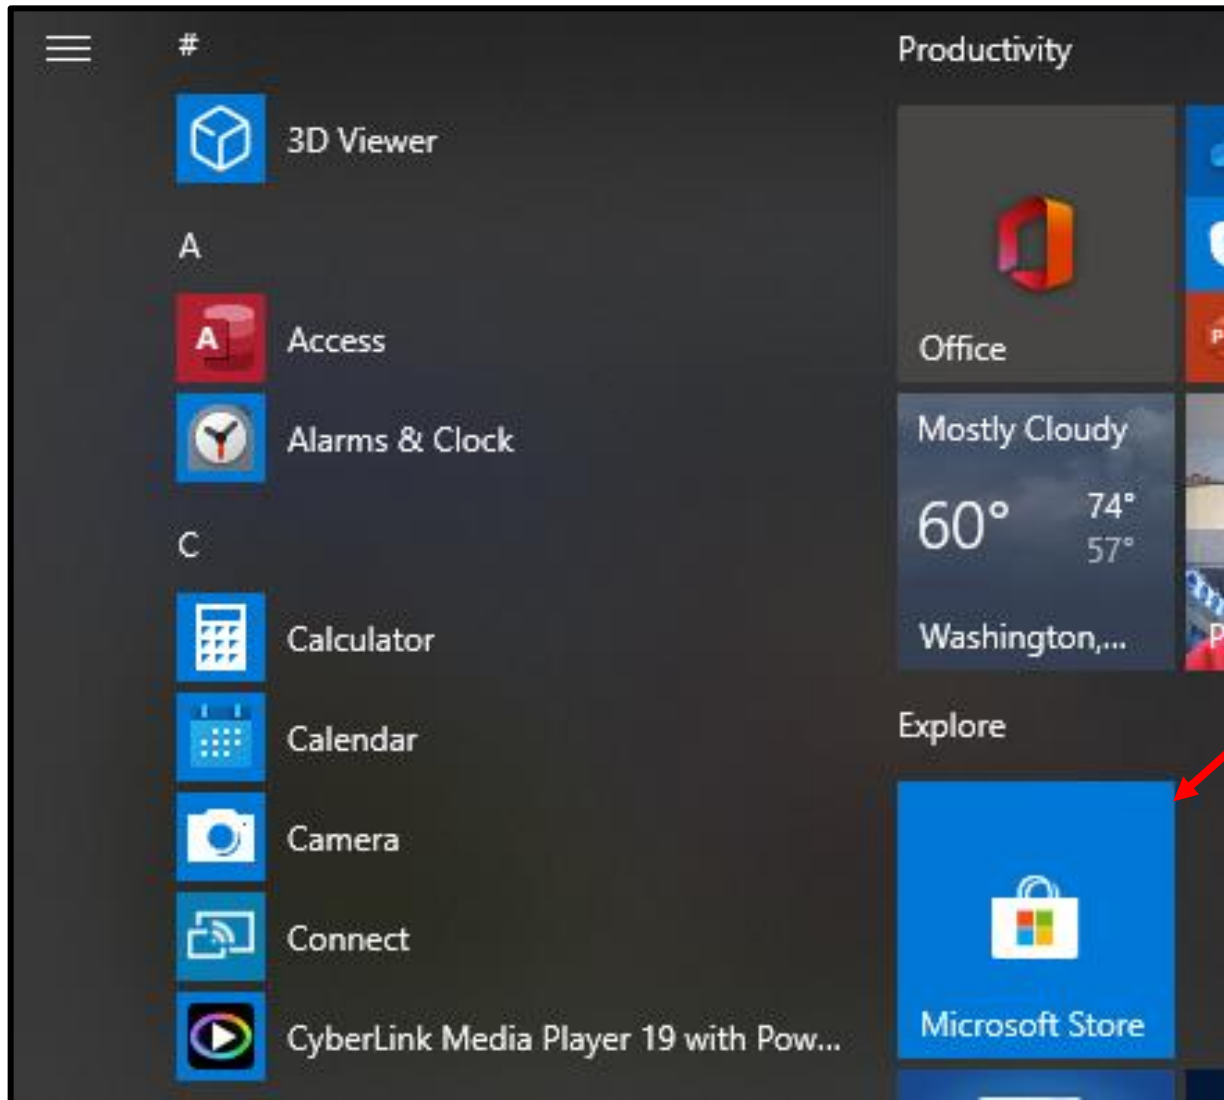 #
3D Viewer
A
Access
Alarms & Clock
C
Calculator
Calendar
Camera
Connect
CyberLink Media Player 19 with Pow...
Productivity
Office
Mostly Cloudy
60° 74°
57°
Washington,...
Explore
Microsoft Store